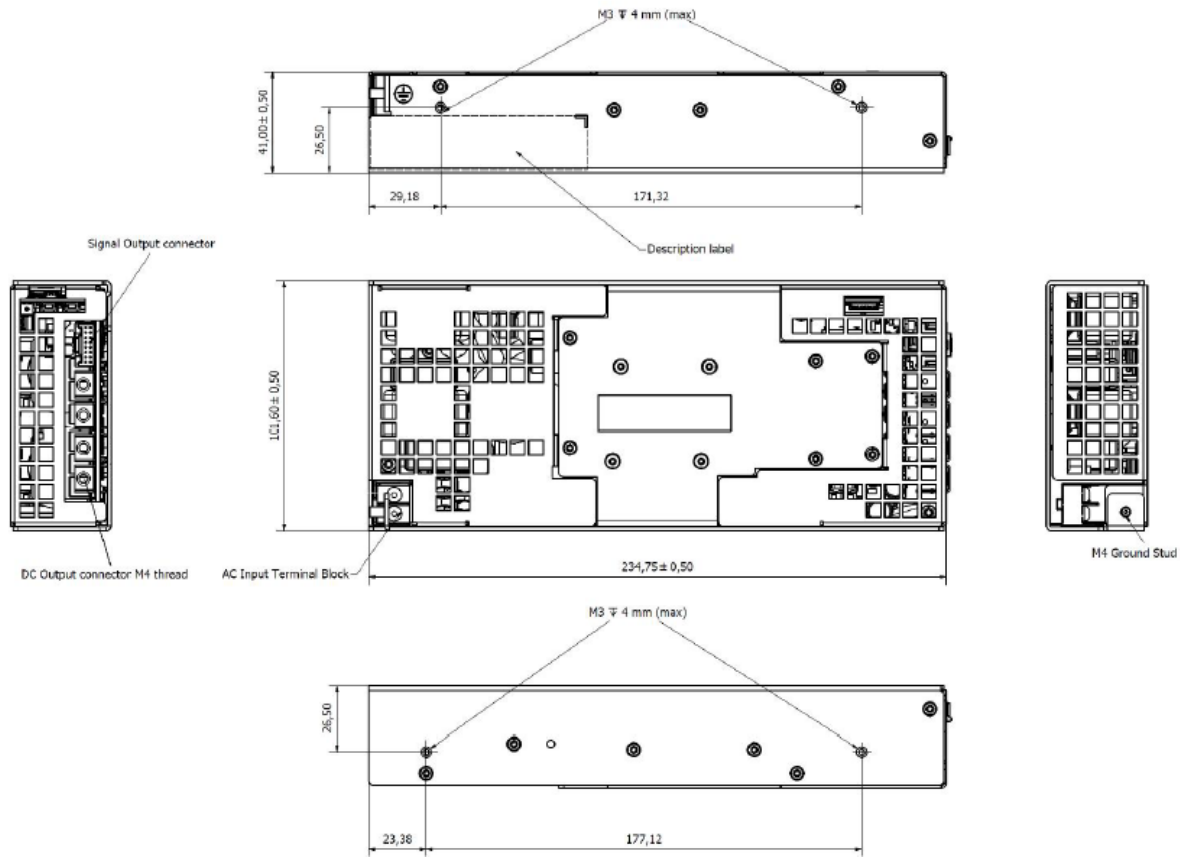 M3 ↧ 4 mm (max)
41,00± 0,50
26,50
29,18
171,32
Signal Output connector
Description label
101,60± 0,50
DC Output connector M4 thread
AC Input Terminal Block
234,75± 0,50
M4 Ground Stud
M3 ↧ 4 mm (max)
26,50
23,38
177,12